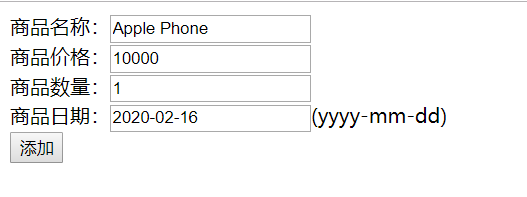 商品名称：Apple Phone
商品价格：10000
商品数量：1
商品日期：2020-02-16(yyyy-mm-dd)
添加